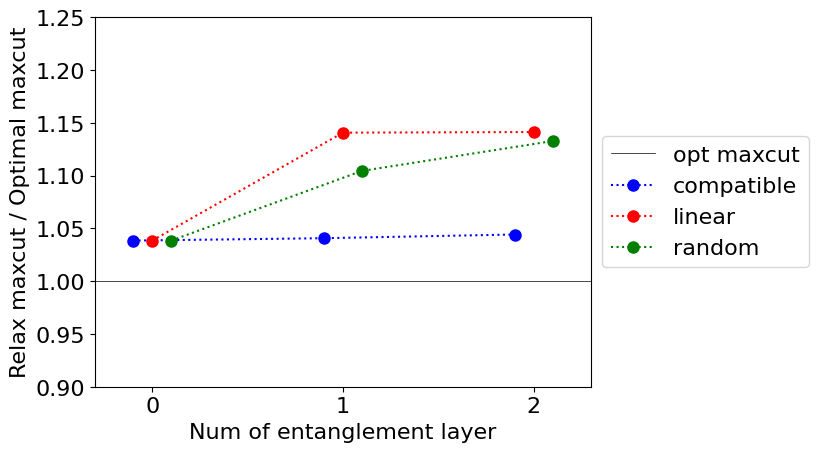 Relax maxcut / Optimal maxcut
1.25
1.20
1.15
1.10
1.05
1.00
0.95
0.90
0
1
2
Num of entanglement layer
opt maxcut
compatible
linear
random